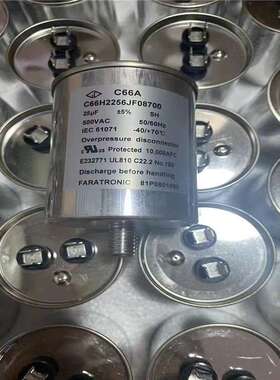 C66A
C66H2256JF08700
25µF ±5% SH
500VAC 50/60Hz
IEC 61071 -40/+70℃
Overpressure disconnection
Protected 10,000AFC
E232771 UL810 C22.2 No.190
Discharge before handling
FARATRONIC